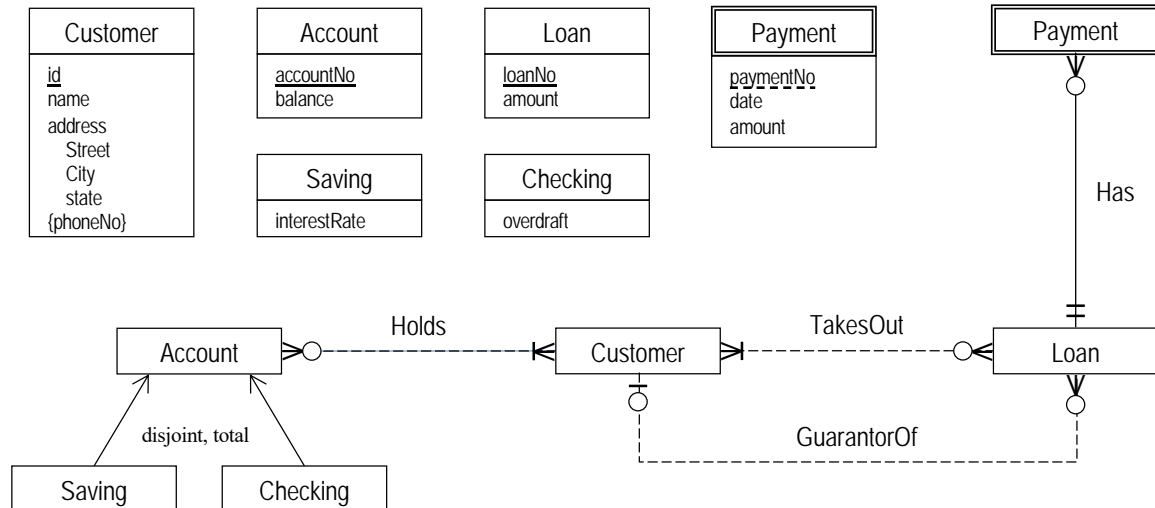 Customer
id
name
address
Street
City
state
{phoneNo}
Account
accountNo
balance
Loan
loanNo
amount
Payment
paymentNo
date
amount
Saving
interestRate
Checking
overdraft
Payment
Has
Account
Holds
Customer
TakesOut
Loan
GuarantorOf
disjoint, total
Saving
Checking